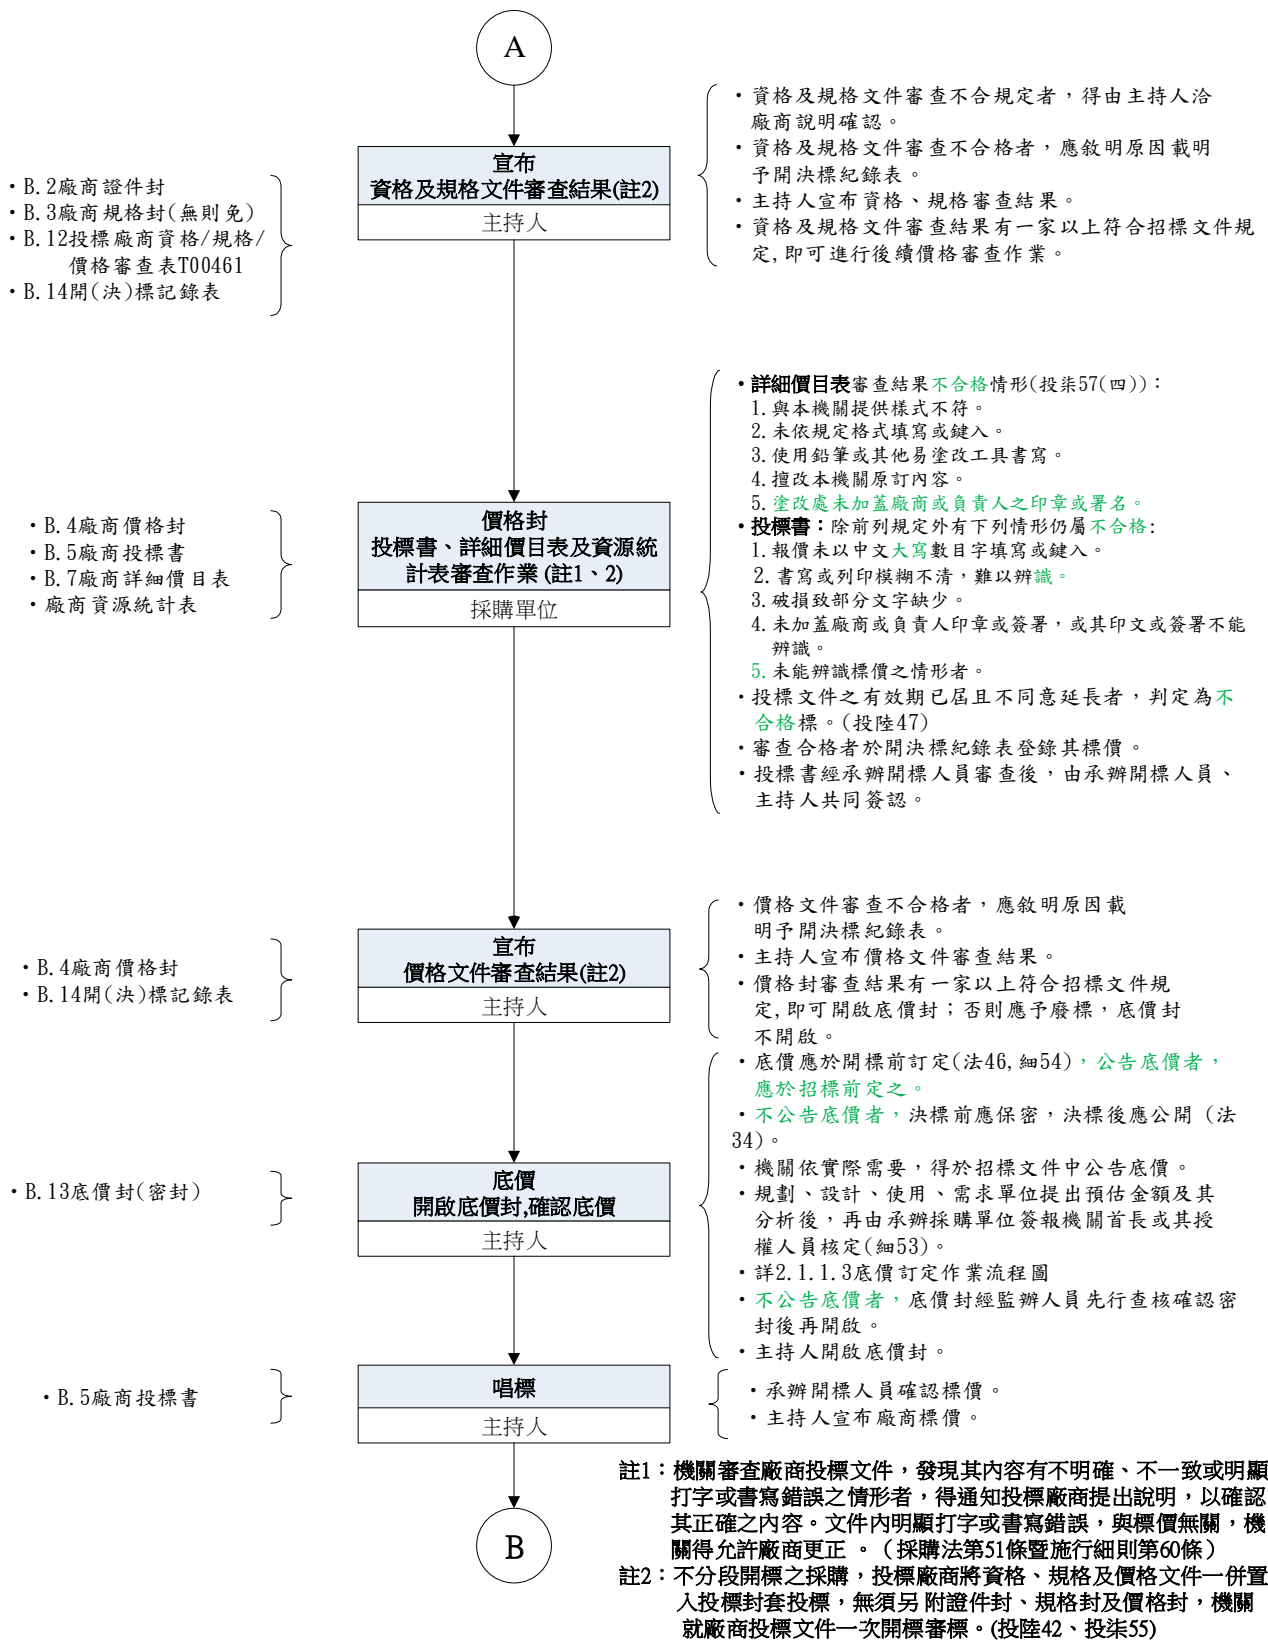 A
宣布
資格及規格文件審查結果(註2)
主持人
・B.2廠商證件封
・B.3廠商規格封(無則免)
・B.12投標廠商資格/規格/
價格審查表T00461
・B.14開(決)標記錄表
・資格及規格文件審查不合規定者，得由主持人洽
廠商說明確認。
・資格及規格文件審查不合格者，應敘明原因載明
予開決標紀錄表。
・主持人宣布資格、規格審查結果。
・資格及規格文件審查結果有一家以上符合招標文件規
定,即可進行後續價格審查作業。
價格封
投標書、詳細價目表及資源統
計表審查作業(註1、2)
採購單位
・B.4廠商價格封
・B.5廠商投標書
・B.7廠商詳細價目表
・廠商資源統計表
・詳細價目表審查結果不合格情形(投柒57(四))：
1.與本機關提供樣式不符。
2.未依規定格式填寫或鍵入。
3.使用鉛筆或其他易塗改工具書寫。
4.擅改本機關原訂內容。
5.塗改處未加蓋廠商或負責人之印章或署名。
・投標書：除前列規定外有下列情形仍屬不合格:
1.報價未以中文大寫數目字填寫或鍵入。
2.書寫或列印模糊不清，難以辨識。
3.破損致部分文字缺少。
4.未加蓋廠商或負責人印章或簽署，或其印文或簽署不能
辨識。
5.未能辨識標價之情形者。
・投標文件之有效期已屆且不同意延長者，判定為不
合格標。(投陸47)
・審查合格者於開決標紀錄表登錄其標價。
・投標書經承辦開標人員審查後，由承辦開標人員、
主持人共同簽認。
宣布
價格文件審查結果(註2)
主持人
・B.4廠商價格封
・B.14開(決)標記錄表
・價格文件審查不合格者，應敘明原因載
明予開決標紀錄表。
・主持人宣布價格文件審查結果。
・價格封審查結果有一家以上符合招標文件規
定,即可開啟底價封；否則應予廢標，底價封
不開啟。
底價
開啟底價封,確認底價
主持人
・B.13底價封(密封)
・底價應於開標前訂定(法46,細54)，公告底價者，
應於招標前定之。
・不公告底價者，決標前應保密，決標後應公開(法
34)。
・機關依實際需要，得於招標文件中公告底價。
・規劃、設計、使用、需求單位提出預估金額及其
分析後，再由承辦採購單位簽報機關首長或其授
權人員核定(細53)。
・詳2.1.1.3底價訂定作業流程圖
・不公告底價者，底價封經監辦人員先行查核確認密
封後再開啟。
・主持人開啟底價封。
唱標
主持人
・B.5廠商投標書
・承辦開標人員確認標價。
・主持人宣布廠商標價。
B
註1：機關審查廠商投標文件，發現其內容有不明確、不一致或明顯
打字或書寫錯誤之情形者，得通知投標廠商提出說明，以確認
其正確之內容。文件內明顯打字或書寫錯誤，與標價無關，機
關得允許廠商更正 。（採購法第51條暨施行細則第60條）
註2：不分段開標之採購，投標廠商將資格、規格及價格文件一併置
入投標封套投標，無須另附證件封、規格封及價格封，機關
就廠商投標文件一次開標審標。(投陸42、投柒55)